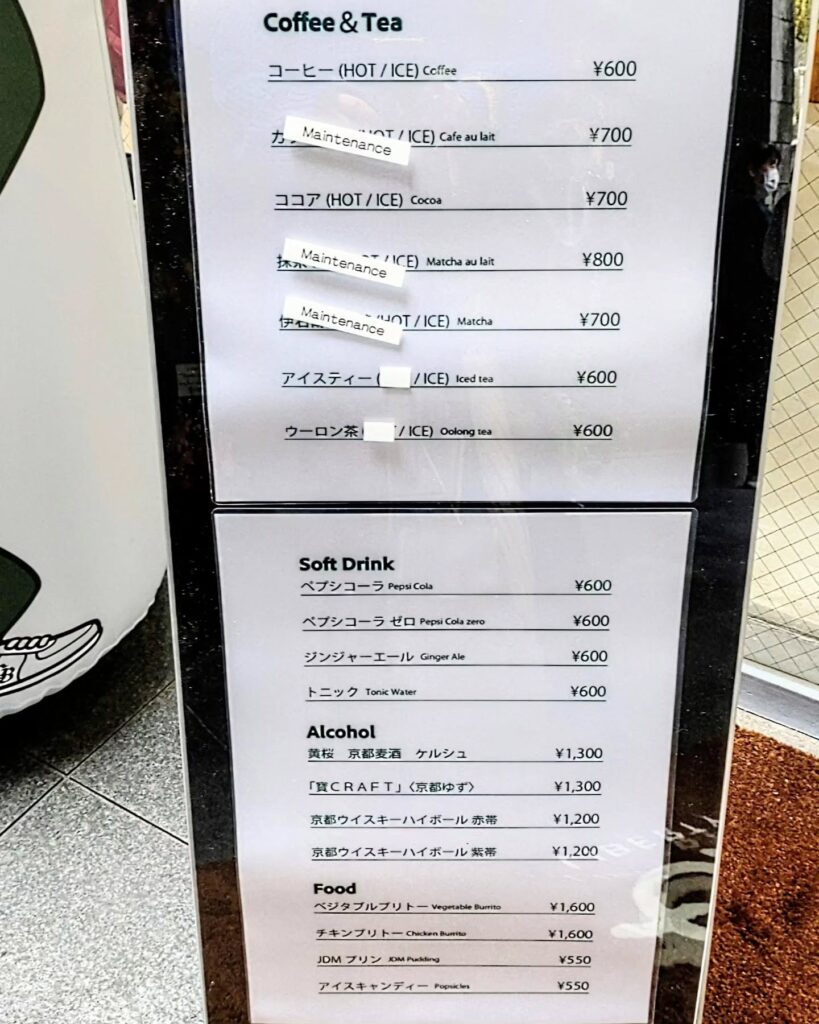 Coffee & Tea
コーヒー (HOT / ICE) Coffee ¥600
カ Maintenance HOT / ICE) Cafe au lait ¥700
ココア (HOT / ICE) Cocoa ¥700
抹茶 Maintenance OT / ICE) Matcha au lait ¥800
Maintenance HOT / ICE) Matcha ¥700
アイスティー ( / ICE) Iced tea ¥600
ウーロン茶 ( / ICE) Oolong tea ¥600
Soft Drink
ペプシコーラ Pepsi Cola ¥600
ペプシコーラ ゼロ Pepsi Cola zero ¥600
ジンジャーエール Ginger Ale ¥600
トニック Tonic Water ¥600
Alcohol
黄桜 京都麦酒 ケルシュ ¥1,300
「寶CRAFT」〈京都ゆず〉 ¥1,300
京都ウイスキーハイボール 赤帯 ¥1,200
京都ウイスキーハイボール 紫帯 ¥1,200
Food
ベジタブルブリトー Vegetable Burrito ¥1,600
チキンブリトー Chicken Burrito ¥1,600
JDM プリン JDM Pudding ¥550
アイスキャンディー Popsicles ¥550